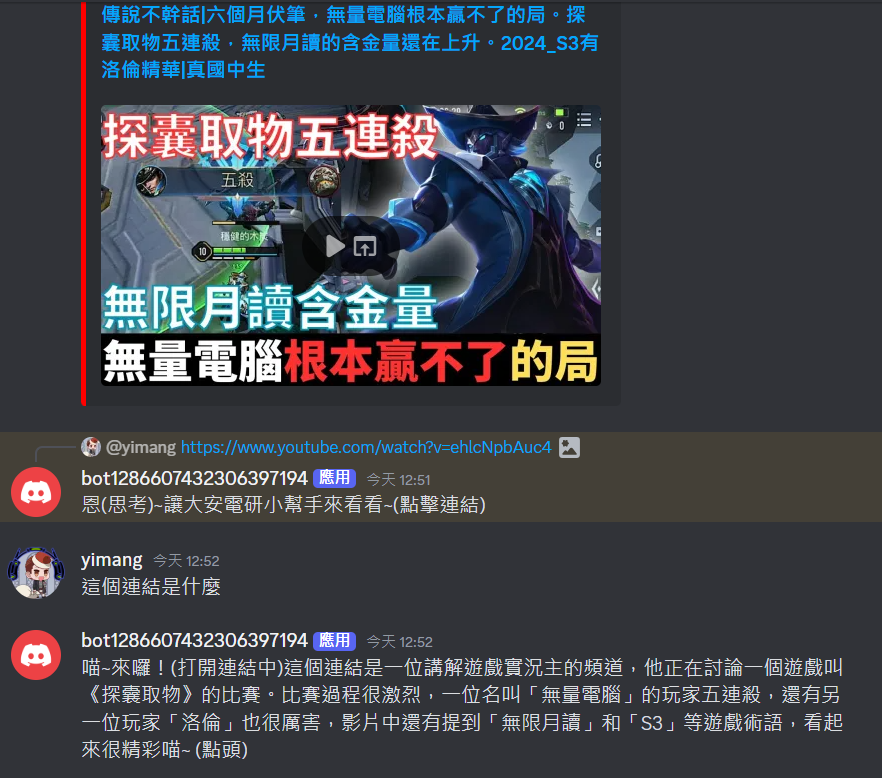 傳說不幹話|六個月伏筆，無量電腦根本贏不了的局。探
囊取物五連殺，無限月讀的含金量還在上升。2024_S3有
洛倫精華|真國中生
探囊取物五連殺
五殺
穩健的木
10
無限月讀含金量
無量電腦根本贏不了的局
@yimang https://www.youtube.com/watch?v=ehlcNpbAuc4
bot1286607432306397194 應用 今天 12:51
恩(思考)~讓大安電研小幫手來看看~(點擊連結)
yimang 今天 12:52
這個連結是什麼
bot1286607432306397194 應用 今天 12:52
喵~來囉！(打開連結中)這個連結是一位講解遊戲實況主的頻道，他正在討論一個遊戲叫
《探囊取物》的比賽。比賽過程很激烈，一位名叫「無量電腦」的玩家五連殺，還有另
一位玩家「洛倫」也很厲害，影片中還有提到「無限月讀」和「S3」等遊戲術語，看起
來很精彩喵~ (點頭)